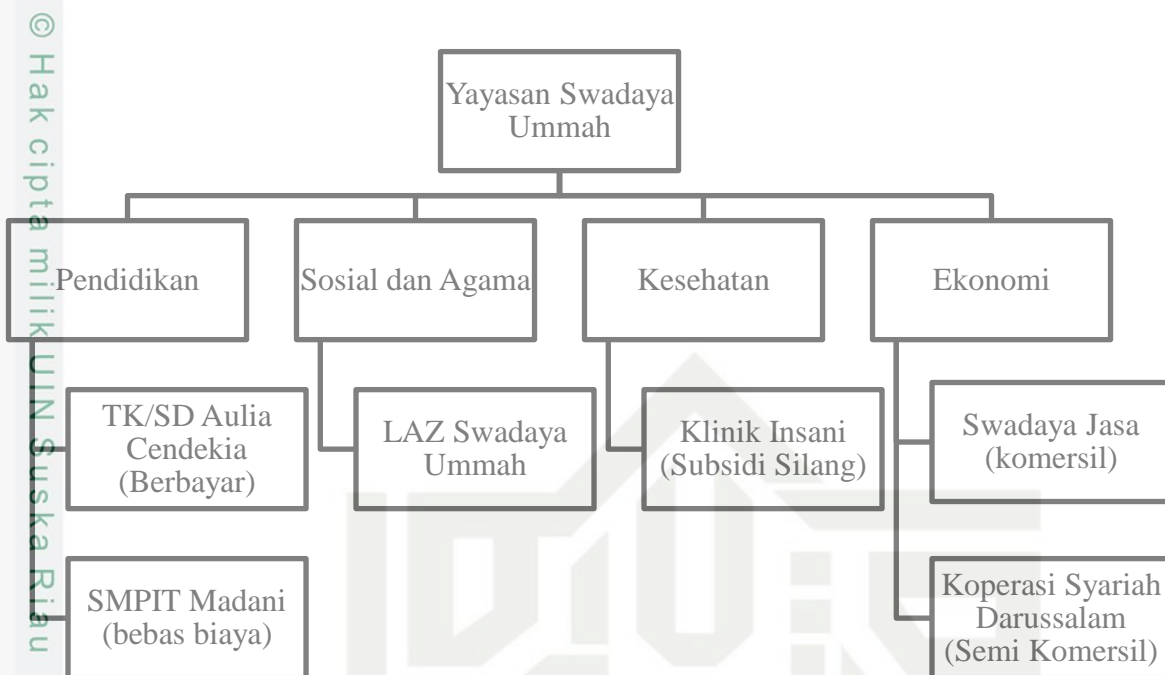 © Hak cipta milik UIN Suska Riau
Yayasan Swadaya
Ummah
Pendidikan
Sosial dan Agama
Kesehatan
Ekonomi
TK/SD Aulia
Cendekia
(Berbayar)
LAZ Swadaya
Ummah
Klinik Insani
(Subsidi Silang)
Swadaya Jasa
(komersil)
SMPIT Madani
(bebas biaya)
Koperasi Syariah
Darussalam
(Semi Komersil)